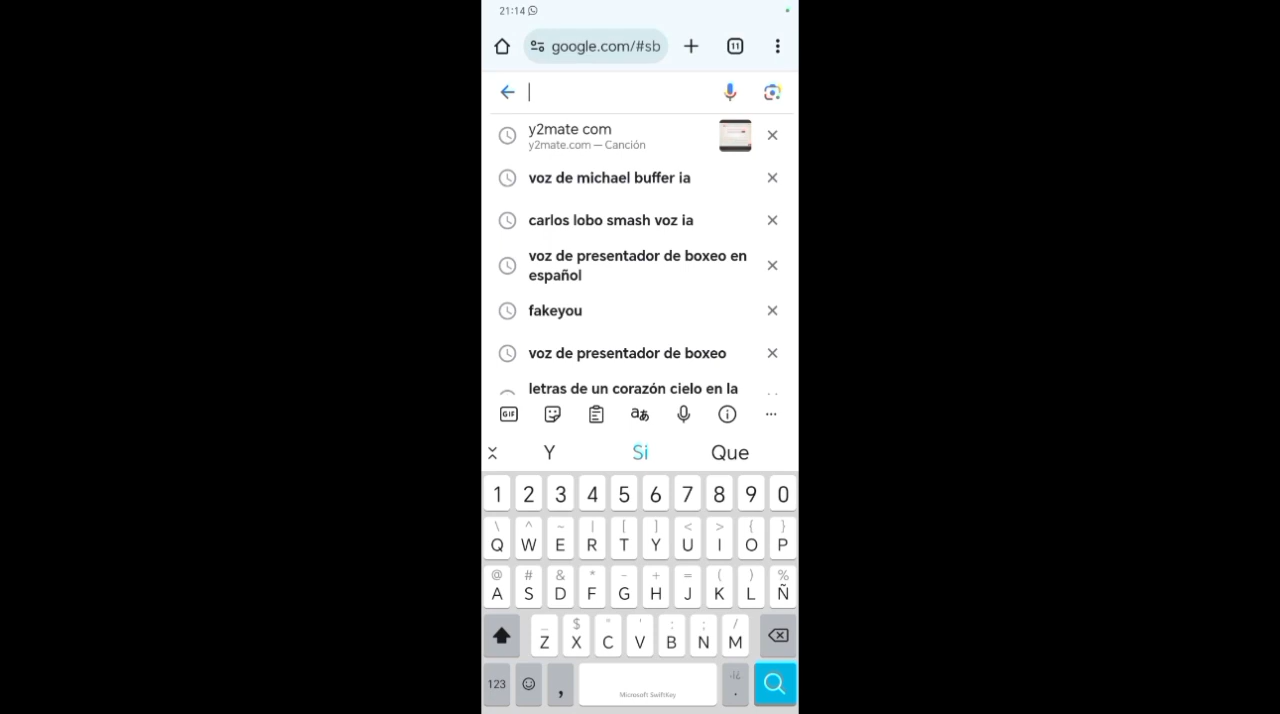 21:14
google.com/#sb
11
y2mate com
y2mate.com — Canción
voz de michael buffer ia
carlos lobo smash voz ia
voz de presentador de boxeo en
español
fakeyou
voz de presentador de boxeo
letras de un corazón cielo en la
GIF
Y Si Que
1 2 3 4 5 6 7 8 9 0
\ ^ ~ | [ ] < > { }
Q W E R T Y U I O P
@ # & * - + = ( ) %
A S D F G H J K L Ñ
_ $ " ' : ; /
Z X C V B N M
123 , Microsoft SwiftKey .